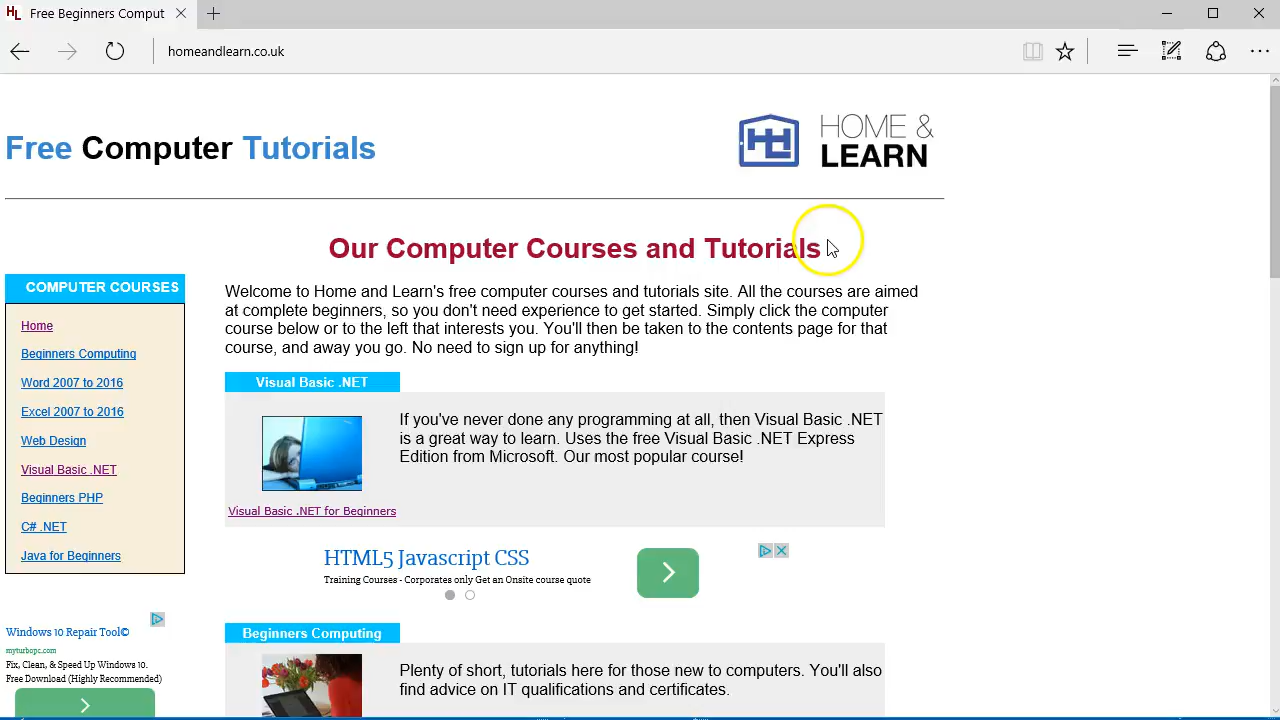 Free Beginners Comput
homeandlearn.co.uk
Free Computer Tutorials
HOME &
LEARN
Our Computer Courses and Tutorials
COMPUTER COURSES
Home
Beginners Computing
Word 2007 to 2016
Excel 2007 to 2016
Web Design
Visual Basic .NET
Beginners PHP
C# .NET
Java for Beginners
Windows 10 Repair Tool©
myturbopc.com
Fix, Clean, & Speed Up Windows 10.
Free Download (Highly Recommended)
Welcome to Home and Learn's free computer courses and tutorials site. All the courses are aimed
at complete beginners, so you don't need experience to get started. Simply click the computer
course below or to the left that interests you. You'll then be taken to the contents page for that
course, and away you go. No need to sign up for anything!
Visual Basic .NET
If you've never done any programming at all, then Visual Basic .NET
is a great way to learn. Uses the free Visual Basic .NET Express
Edition from Microsoft. Our most popular course!
Visual Basic .NET for Beginners
HTML5 Javascript CSS
Training Courses - Corporates only Get an Onsite course quote
Beginners Computing
Plenty of short, tutorials here for those new to computers. You'll also
find advice on IT qualifications and certificates.